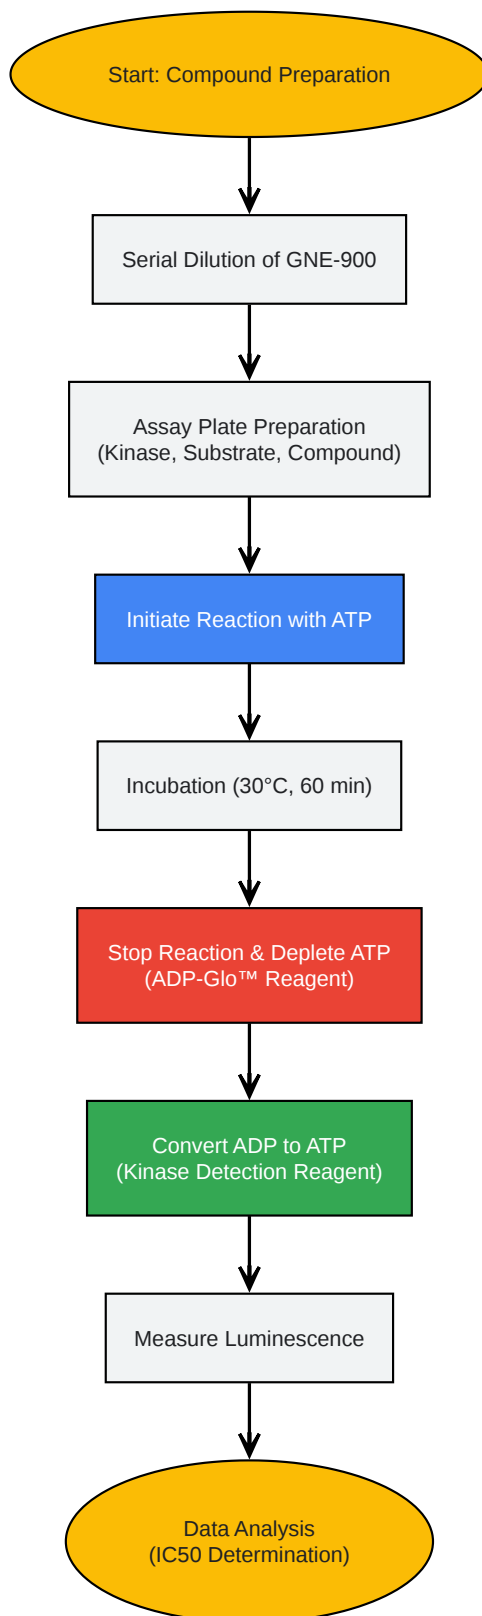 Start: Compound Preparation
Serial Dilution of GNE-900
Assay Plate Preparation
(Kinase, Substrate, Compound)
Initiate Reaction with ATP
Incubation (30°C, 60 min)
Stop Reaction & Deplete ATP
(ADP-Glo™ Reagent)
Convert ADP to ATP
(Kinase Detection Reagent)
Measure Luminescence
Data Analysis
(IC50 Determination)